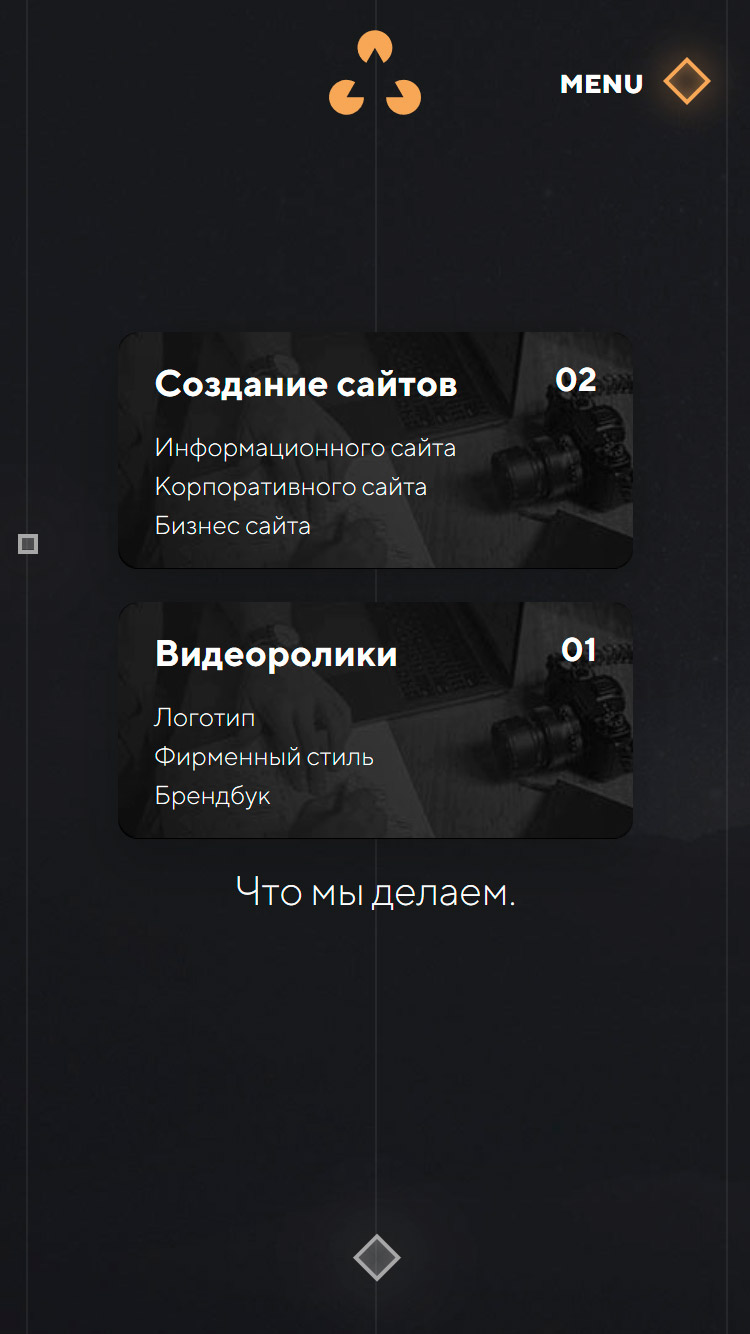 MENU
Создание сайтов
02
Информационного сайта
Корпоративного сайта
Бизнес сайта
Видеоролики
01
Логотип
Фирменный стиль
Брендбук
Что мы делаем.